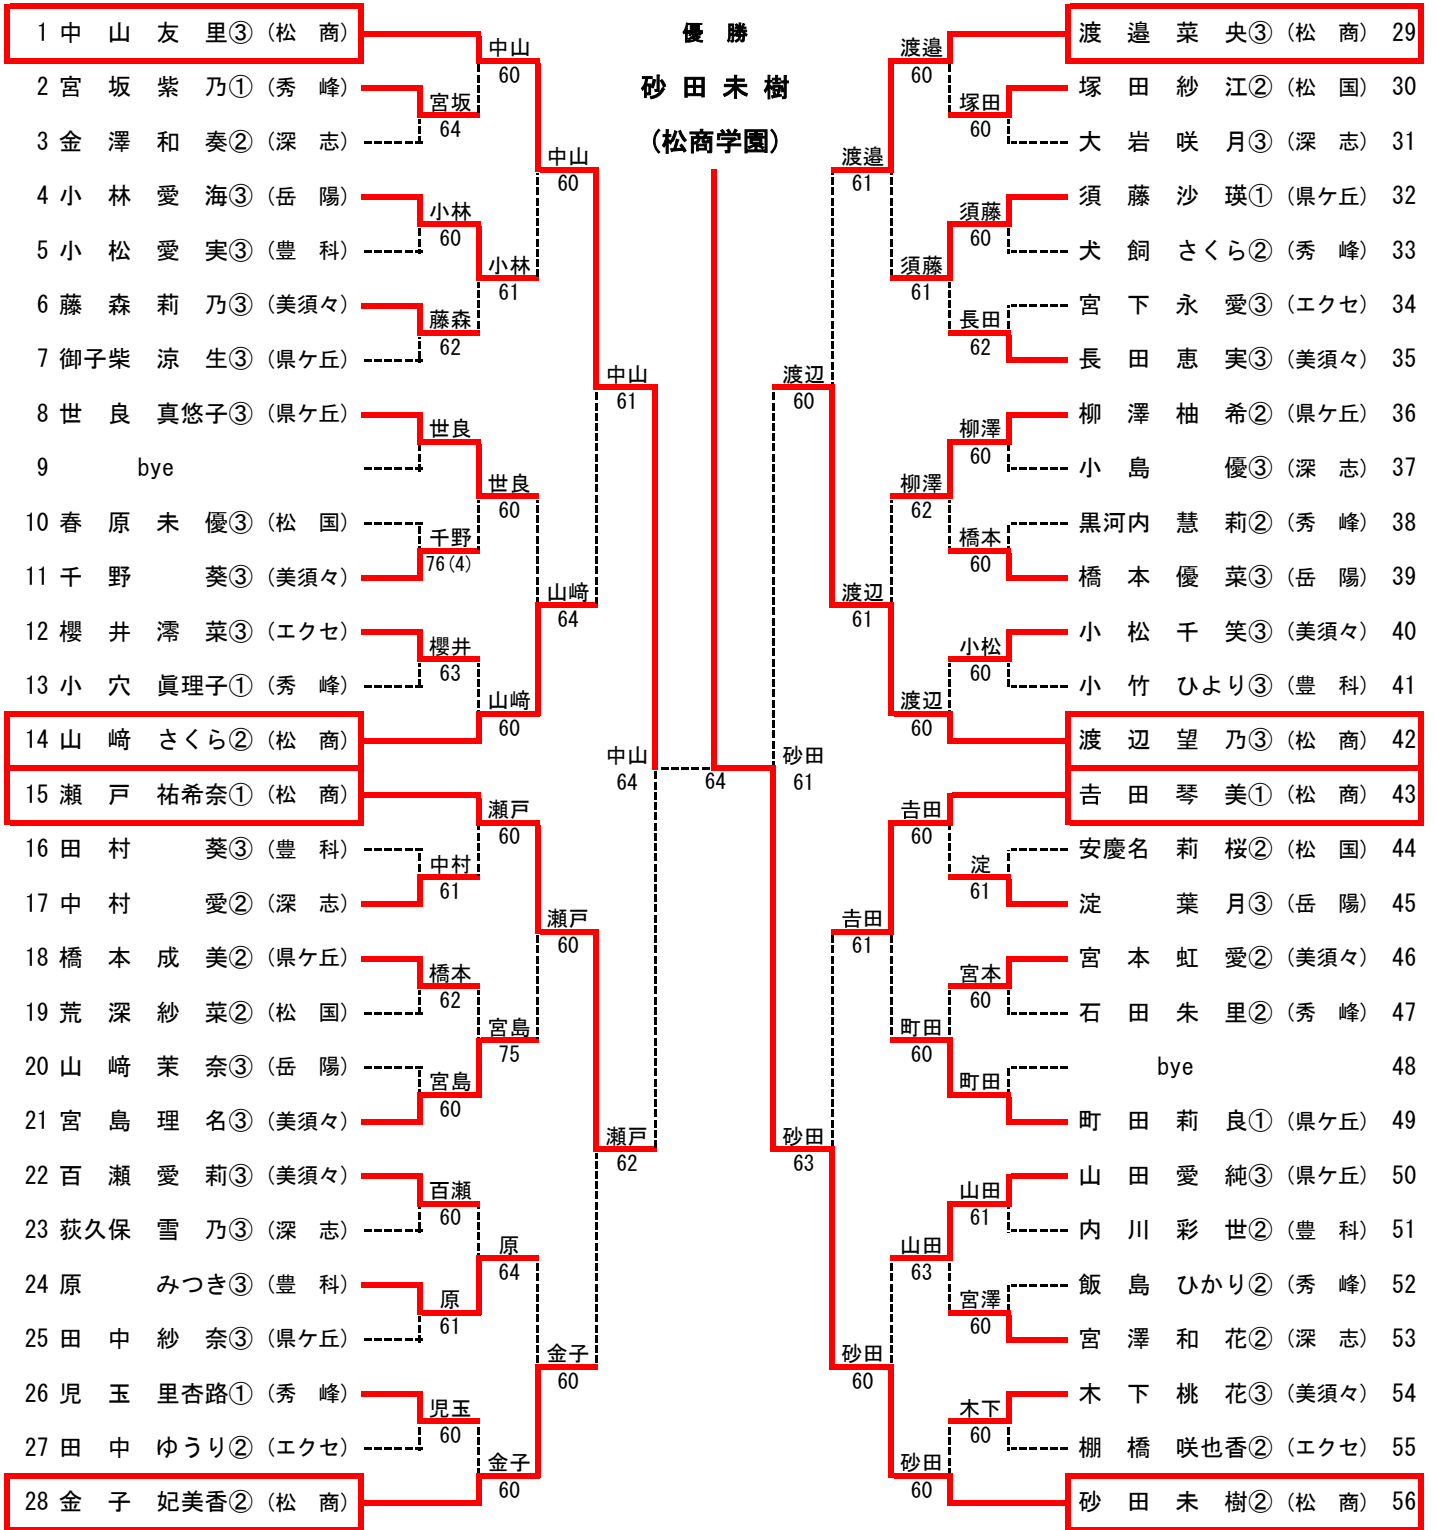 優 勝
砂 田 未 樹
(松商学園)
1 中 山 友 里③ (松 商)
2 宮 坂 紫 乃① (秀 峰)
3 金 澤 和 奏② (深 志)
4 小 林 愛 海③ (岳 陽)
5 小 松 愛 実③ (豊 科)
6 藤 森 莉 乃③ (美須々)
7 御子柴 涼 生③ (県ケ丘)
8 世 良 真悠子③ (県ケ丘)
9 bye
10 春 原 未 優③ (松 国)
11 千 野 葵③ (美須々)
12 櫻 井 澪 菜③ (エクセ)
13 小 穴 眞理子① (秀 峰)
14 山 﨑 さくら② (松 商)
15 瀬 戸 祐希奈① (松 商)
16 田 村 葵③ (豊 科)
17 中 村 愛② (深 志)
18 橋 本 成 美② (県ケ丘)
19 荒 深 紗 菜② (松 国)
20 山 﨑 茉 奈③ (岳 陽)
21 宮 島 理 名③ (美須々)
22 百 瀬 愛 莉③ (美須々)
23 荻久保 雪 乃③ (深 志)
24 原 みつき③ (豊 科)
25 田 中 紗 奈③ (県ケ丘)
26 児 玉 里杏路① (秀 峰)
27 田 中 ゆうり② (エクセ)
28 金 子 妃美香② (松 商)
宮坂
64
小林
60
藤森
62
世良
千野
76(4)
櫻井
63
中村
61
橋本
62
宮島
60
百瀬
60
原
61
児玉
60
中山
60
小林
61
世良
60
山﨑
60
瀬戸
60
宮島
75
原
64
金子
60
中山
60
山﨑
64
瀬戸
60
金子
60
中山
61
瀬戸
62
中山
64
64
砂田
61
渡辺
60
砂田
63
渡邉
61
渡辺
61
吉田
61
砂田
60
渡邉
60
須藤
61
柳澤
62
渡辺
60
吉田
60
町田
60
山田
63
砂田
60
塚田
60
須藤
60
長田
62
柳澤
60
橋本
60
小松
60
淀
61
宮本
60
町田
山田
61
宮澤
60
木下
60
渡 邉 菜 央③ (松 商) 29
塚 田 紗 江② (松 国) 30
大 岩 咲 月③ (深 志) 31
須 藤 沙 瑛① (県ケ丘) 32
犬 飼 さくら② (秀 峰) 33
宮 下 永 愛③ (エクセ) 34
長 田 恵 実③ (美須々) 35
柳 澤 柚 希② (県ケ丘) 36
小 島 優③ (深 志) 37
黒河内 慧 莉② (秀 峰) 38
橋 本 優 菜③ (岳 陽) 39
小 松 千 笑③ (美須々) 40
小 竹 ひより③ (豊 科) 41
渡 辺 望 乃③ (松 商) 42
吉 田 琴 美① (松 商) 43
安慶名 莉 桜② (松 国) 44
淀 葉 月③ (岳 陽) 45
宮 本 虹 愛② (美須々) 46
石 田 朱 里② (秀 峰) 47
bye 48
町 田 莉 良① (県ケ丘) 49
山 田 愛 純③ (県ケ丘) 50
内 川 彩 世② (豊 科) 51
飯 島 ひかり② (秀 峰) 52
宮 澤 和 花② (深 志) 53
木 下 桃 花③ (美須々) 54
棚 橋 咲也香② (エクセ) 55
砂 田 未 樹② (松 商) 56